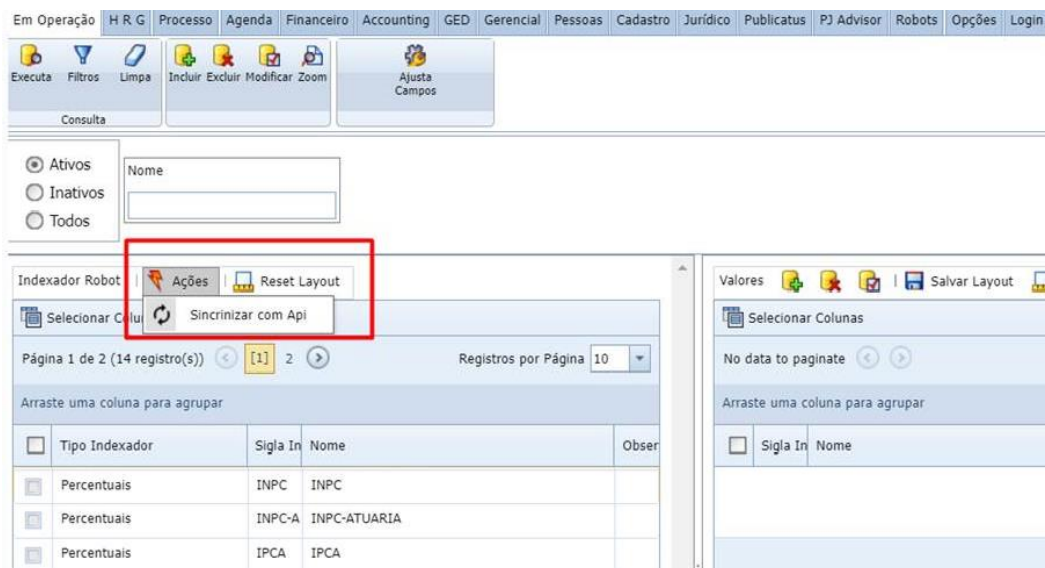 Em Operação H R G Processo Agenda Financeiro Accounting GED Gerencial Pessoas Cadastro Jurídico Publicatus PJ Advisor Robots Opções Login
Executa Filtros Limpa Incluir Excluir Modificar Zoom Ajusta Campos
Consulta
Ativos
Inativos
Todos
Nome
Indexador Robot Ações Reset Layout
Sincrinizar com Api
Selecionar
Página 1 de 2 (14 registro(s)) [1] 2 Registros por Página 10
Arraste uma coluna para agrupar
Tipo Indexador Sigla In Nome Obser
Percentuais INPC INPC
Percentuais INPC-A INPC-ATUARIA
Percentuais IPCA IPCA
Valores Salvar Layout
Selecionar Colunas
No data to paginate
Arraste uma coluna para agrupar
Sigla In Nome